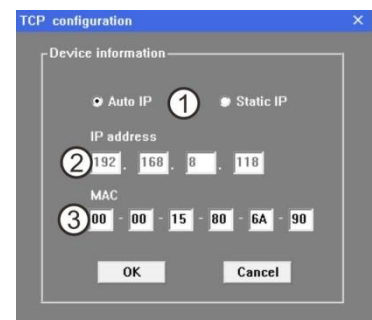 TCP configuration ×
Device information
Auto IP 1 Static IP
IP address
2 192 . 168 . 8 . 118
MAC
3 00 - 00 - 15 - 80 - 6A - 90
OK Cancel